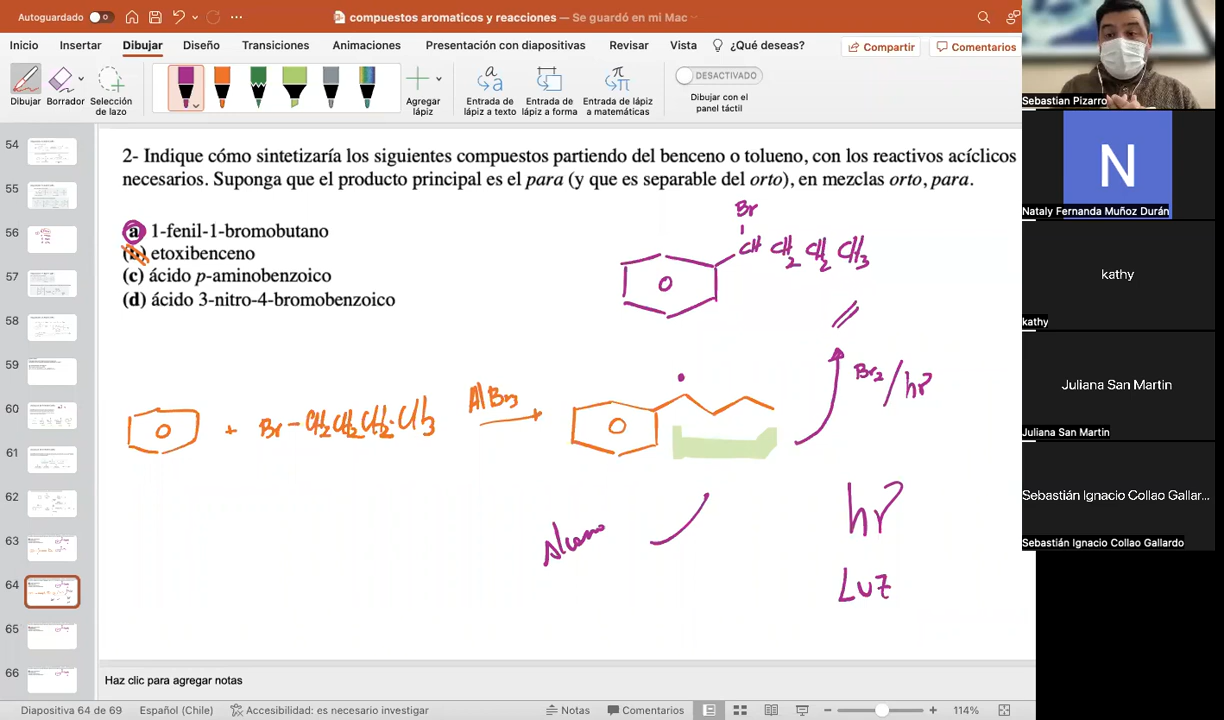 Autoguardado
compuestos aromaticos y reacciones — Se guardó en mi Mac
Inicio Insertar Dibujar Diseño Transiciones Animaciones Presentación con diapositivas Revisar Vista ¿Qué deseas? Compartir Comentarios
Dibujar Borrador Selección de lazo Agregar lápiz Entrada de lápiz a texto Entrada de lápiz a forma Entrada de lápiz a matemáticas DESACTIVADO Dibujar con el panel táctil
Sebastian Pizarro
N
Nataly Fernanda Muñoz Durán
kathy
kathy
Juliana San Martin
Juliana San Martin
Sebastián Ignacio Collao Gallar...
Sebastián Ignacio Collao Gallardo
54
55
56
57
58
59
60
61
62
63
64
65
66
2- Indique cómo sintetizaría los siguientes compuestos partiendo del benceno o tolueno, con los reactivos acíclicos
necesarios. Suponga que el producto principal es el para (y que es separable del orto), en mezclas orto, para.
(a) 1-fenil-1-bromobutano
(b) etoxibenceno
(c) ácido p-aminobenzoico
(d) ácido 3-nitro-4-bromobenzoico
Br
CH CH2 CH2 CH3
Br2 / hν
+ Br - CH2 CH2 CH2 · CH3
AlBr3
hν
Luz
Haz clic para agregar notas
Diapositiva 64 de 69 Español (Chile) Accesibilidad: es necesario investigar Notas Comentarios 114%